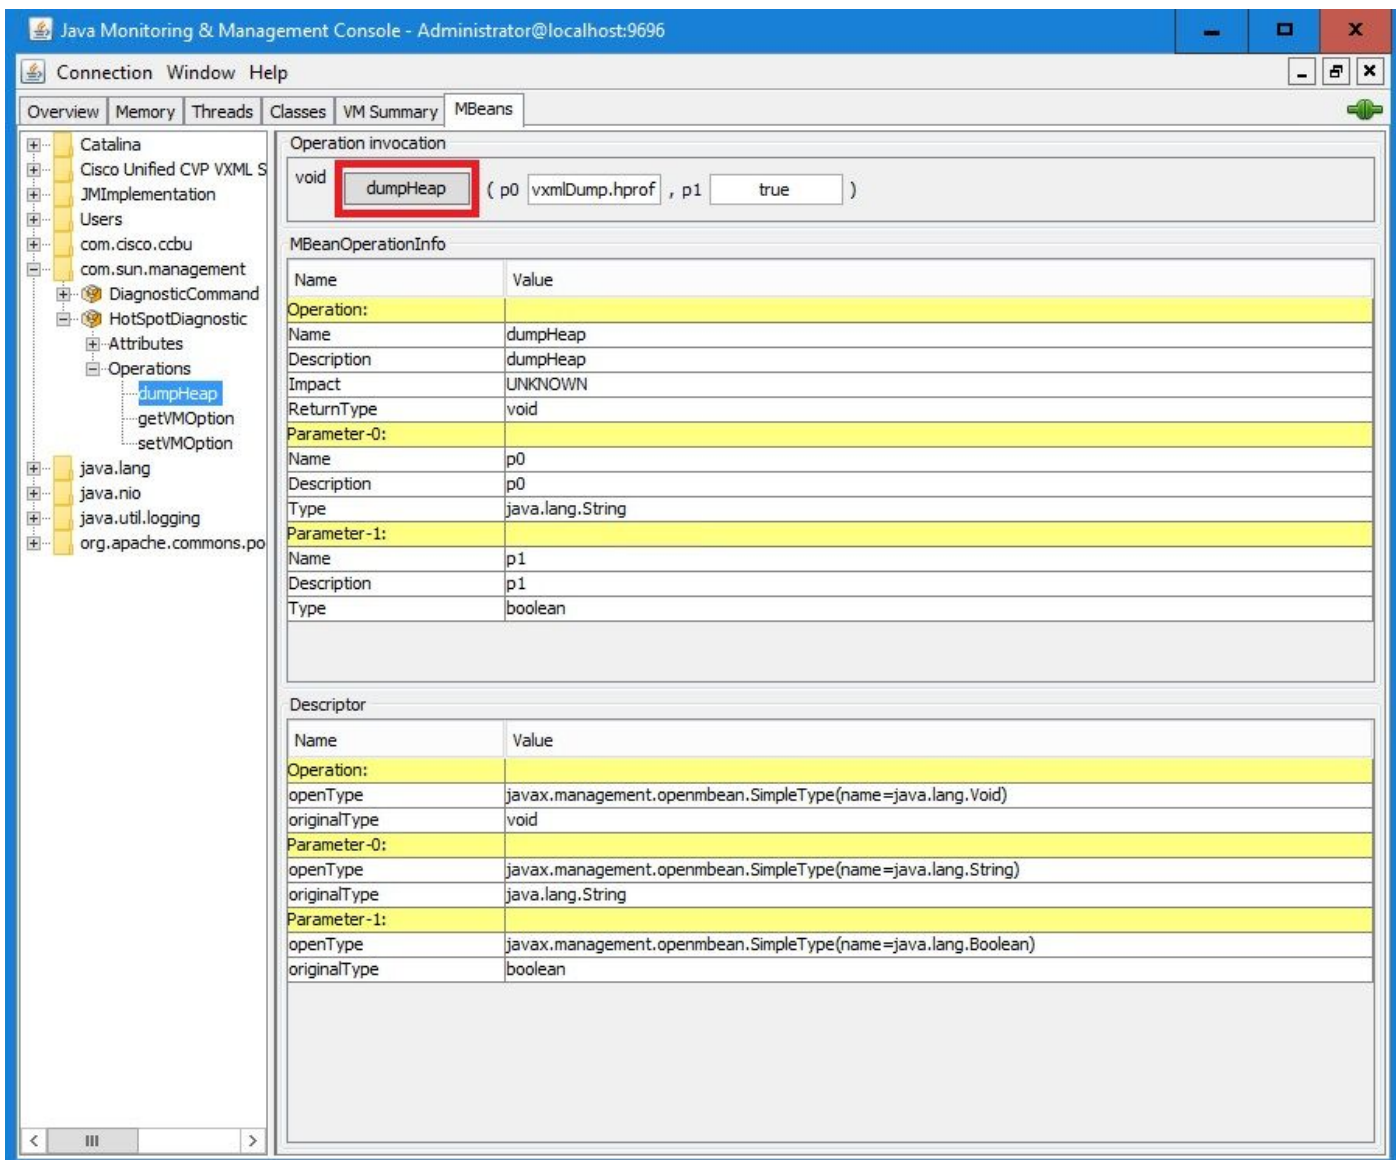 Java Monitoring & Management Console - Administrator@localhost:9696
Connection Window Help
Overview Memory Threads Classes VM Summary MBeans
Catalina
Cisco Unified CVP VXML S
JMImplementation
Users
com.cisco.ccbu
com.sun.management
DiagnosticCommand
HotSpotDiagnostic
Attributes
Operations
dumpHeap
getVMOption
setVMOption
java.lang
java.nio
java.util.logging
org.apache.commons.po
Operation invocation
void dumpHeap ( p0 vxmlDump.hprof , p1 true )
MBeanOperationInfo
Name Value
Operation:
Name dumpHeap
Description dumpHeap
Impact UNKNOWN
ReturnType void
Parameter-0:
Name p0
Description p0
Type java.lang.String
Parameter-1:
Name p1
Description p1
Type boolean
Descriptor
Name Value
Operation:
openType javax.management.openmbean.SimpleType(name=java.lang.Void)
originalType void
Parameter-0:
openType javax.management.openmbean.SimpleType(name=java.lang.String)
originalType java.lang.String
Parameter-1:
openType javax.management.openmbean.SimpleType(name=java.lang.Boolean)
originalType boolean